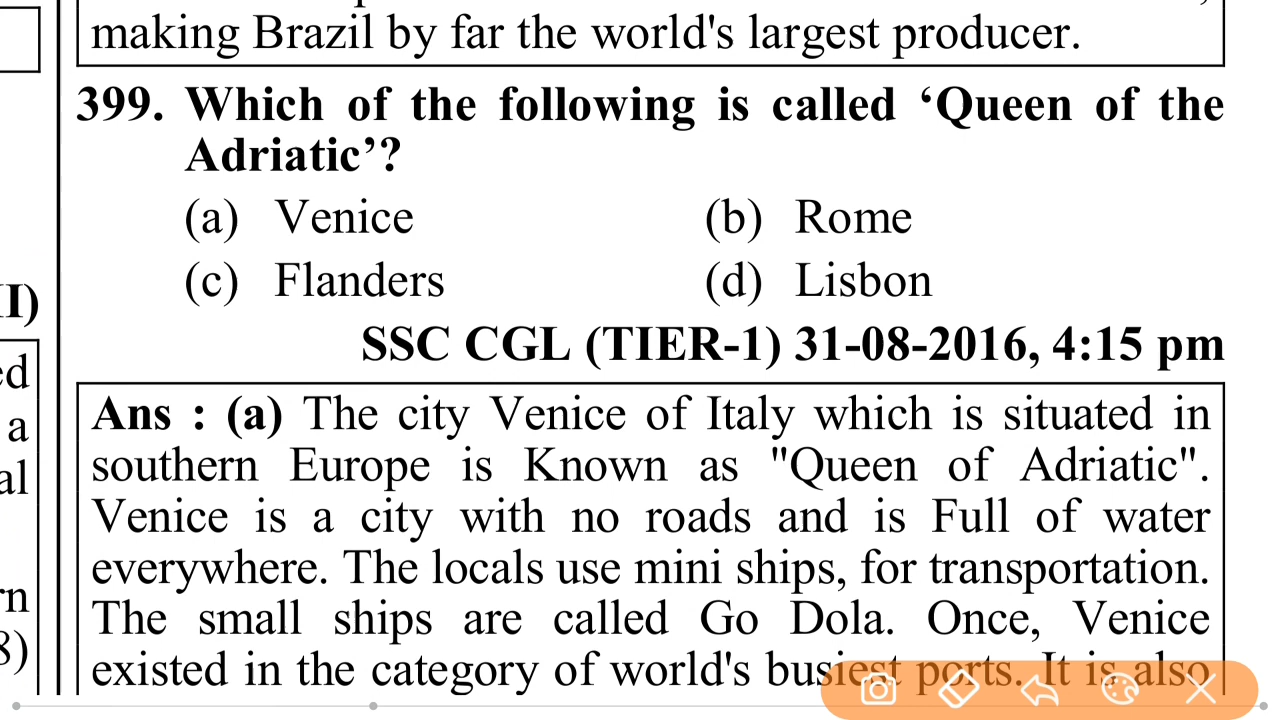 making Brazil by far the world's largest producer.
399. Which of the following is called ‘Queen of the
Adriatic’?
(a) Venice (b) Rome
(c) Flanders (d) Lisbon
SSC CGL (TIER-1) 31-08-2016, 4:15 pm
Ans : (a) The city Venice of Italy which is situated in
southern Europe is Known as "Queen of Adriatic".
Venice is a city with no roads and is Full of water
everywhere. The locals use mini ships, for transportation.
The small ships are called Go Dola. Once, Venice
existed in the category of world's busiest ports. It is also